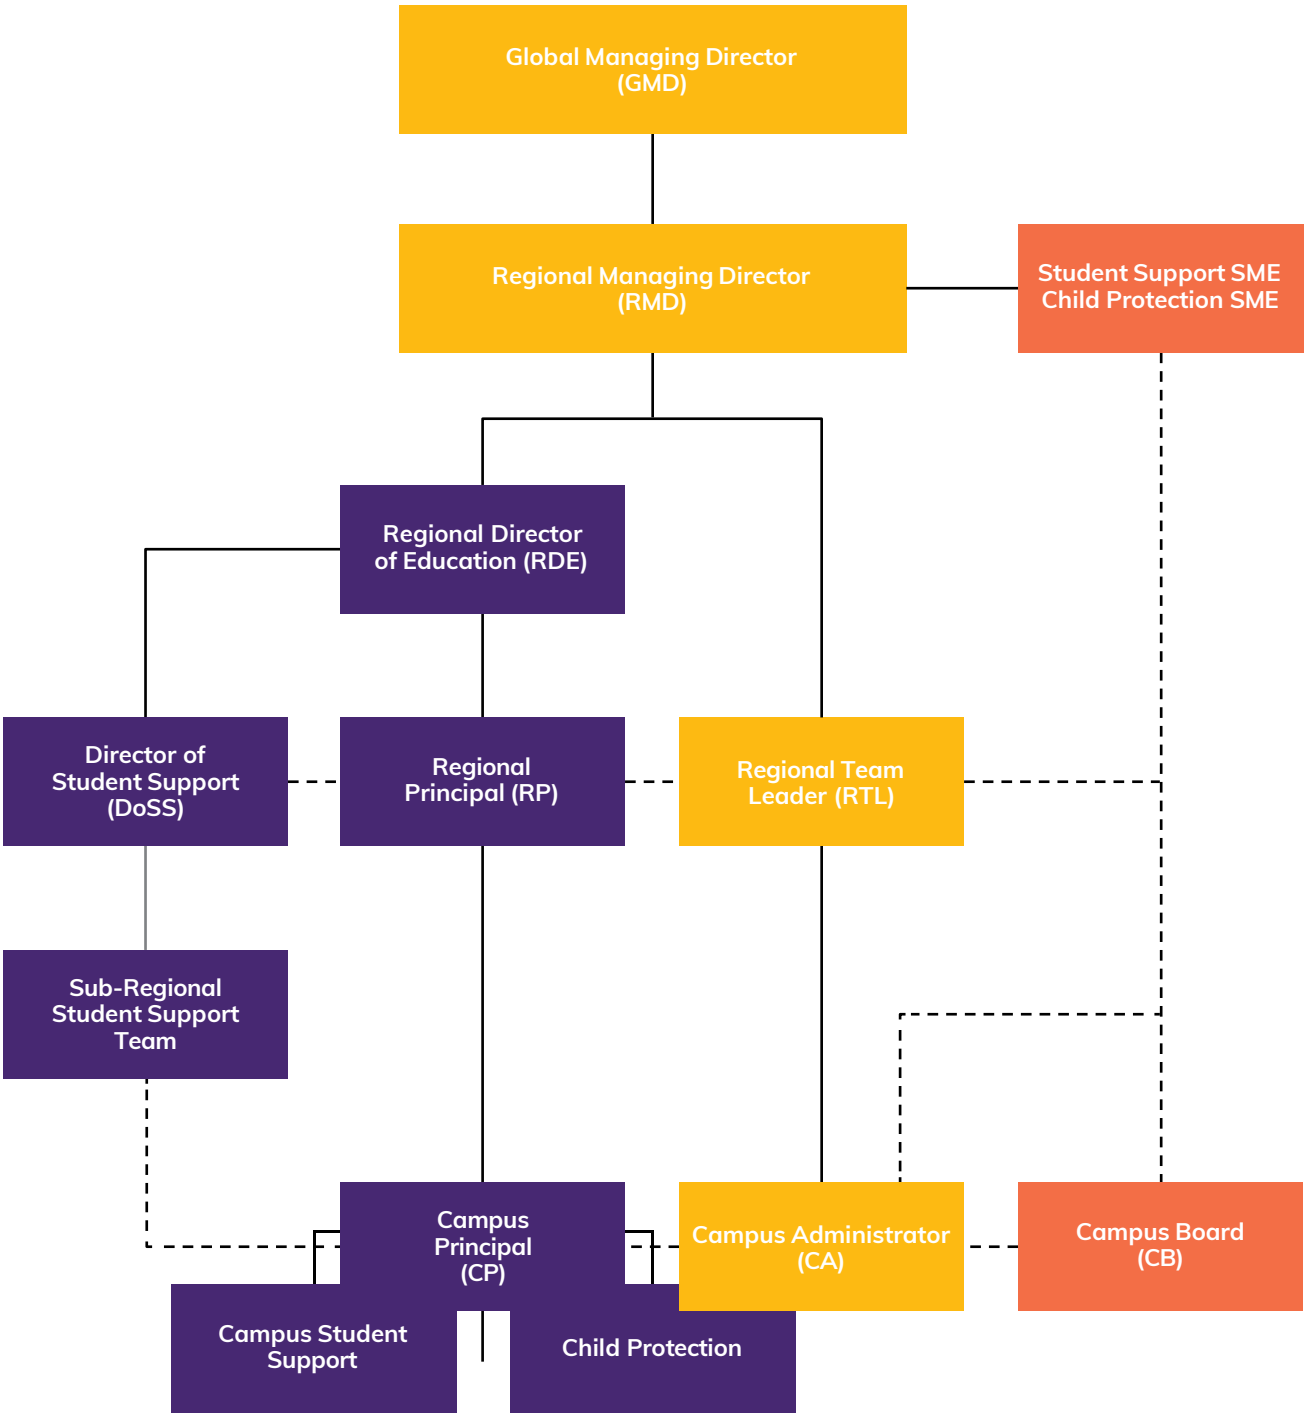 Global Managing Director
(GMD)
Regional Managing Director
(RMD)
Student Support SME
Child Protection SME
Regional Director
of Education (RDE)
Director of
Student Support
(DoSS)
Regional
Principal (RP)
Regional Team
Leader (RTL)
Sub-Regional
Student Support
Team
Campus
Principal
(CP)
Campus Administrator
(CA)
Campus Board
(CB)
Campus Student
Support
Child Protection